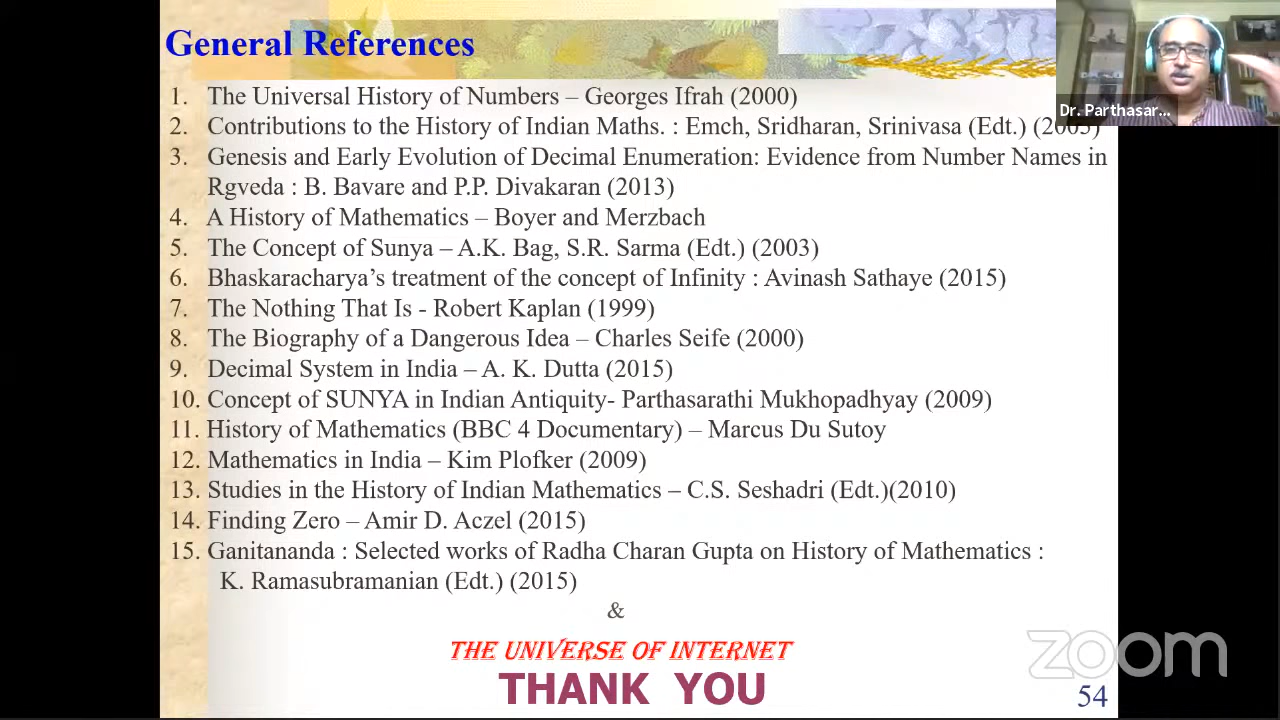 General References
1. The Universal History of Numbers – Georges Ifrah (2000)
2. Contributions to the History of Indian Maths. : Emch, Sridharan, Srinivasa (Edt.) (2005)
3. Genesis and Early Evolution of Decimal Enumeration: Evidence from Number Names in
Rgveda : B. Bavare and P.P. Divakaran (2013)
4. A History of Mathematics – Boyer and Merzbach
5. The Concept of Sunya – A.K. Bag, S.R. Sarma (Edt.) (2003)
6. Bhaskaracharya’s treatment of the concept of Infinity : Avinash Sathaye (2015)
7. The Nothing That Is - Robert Kaplan (1999)
8. The Biography of a Dangerous Idea – Charles Seife (2000)
9. Decimal System in India – A. K. Dutta (2015)
10. Concept of SUNYA in Indian Antiquity- Parthasarathi Mukhopadhyay (2009)
11. History of Mathematics (BBC 4 Documentary) – Marcus Du Sutoy
12. Mathematics in India – Kim Plofker (2009)
13. Studies in the History of Indian Mathematics – C.S. Seshadri (Edt.)(2010)
14. Finding Zero – Amir D. Aczel (2015)
15. Ganitananda : Selected works of Radha Charan Gupta on History of Mathematics :
K. Ramasubramanian (Edt.) (2015)
&
THE UNIVERSE OF INTERNET
THANK YOU
54
Dr. Parthasar...
zoom